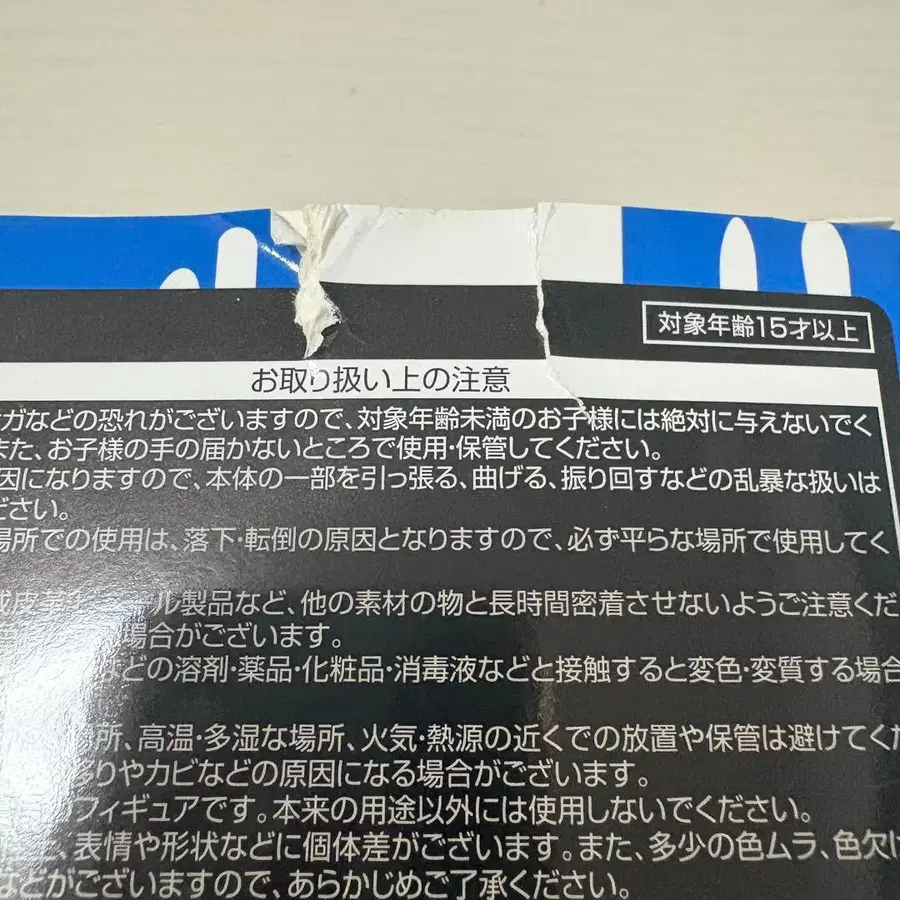 対象年齢15才以上
お取り扱い上の注意
ガなどの恐れがございますので、対象年齢未満のお子様には絶対に与えないでく
また、お子様の手の届かないところで使用・保管してください。
因になりますので、本体の一部を引っ張る、曲げる、振り回すなどの乱暴な扱いは
ださい。
場所での使用は、落下・転倒の原因となりますので、必ず平らな場所で使用してく
皮革 ル製品など、他の素材の物と長時間密着させないようご注意くだ
場合がございます。
などの溶剤・薬品・化粧品・消毒液などと接触すると変色・変質する場合
所、高温・多湿な場所、火気・熱源の近くでの放置や保管は避けてくだ
りやカビなどの原因になる場合がございます。
フィギュアです。本来の用途以外には使用しないでください。
上、表情や形状などに個体差がございます。また、多少の色ムラ、色欠け
などがございますので、あらかじめご了承ください。